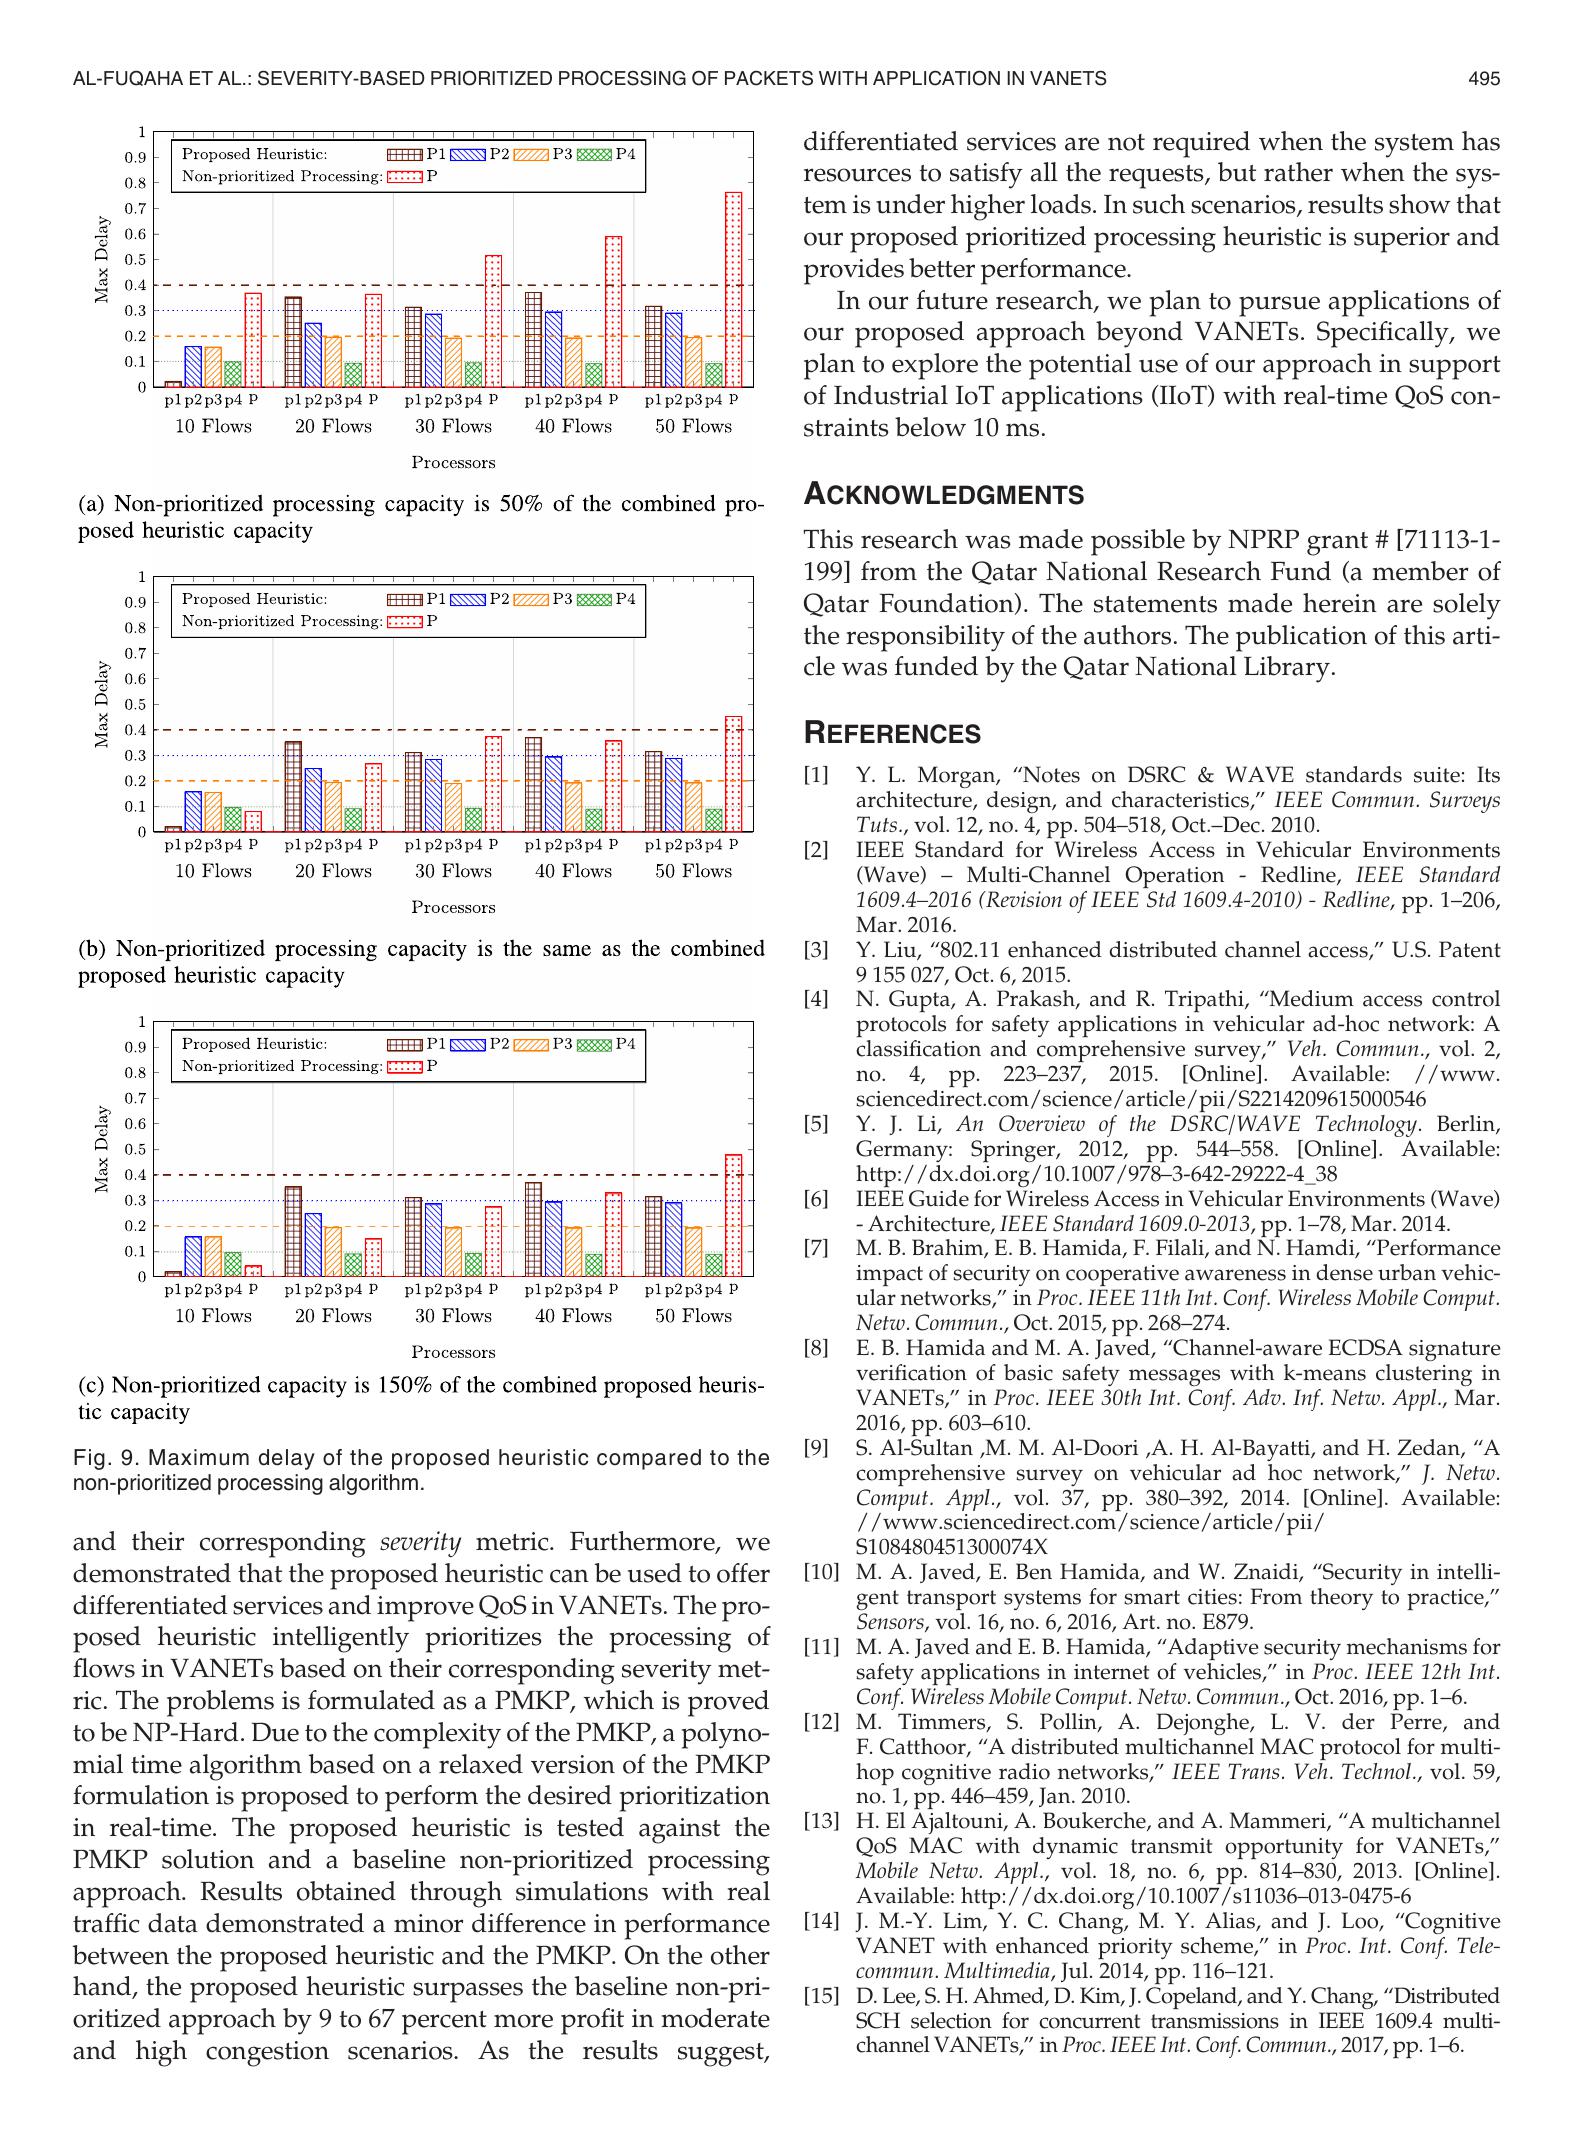 AL-FUQAHA ET AL.: SEVERITY-BASED PRIORITIZED PROCESSING OF PACKETS WITH APPLICATION IN VANETS 495
1
0.9
0.8
0.7
0.6
0.5
0.4
0.3
0.2
0.1
0
Max Delay
Proposed Heuristic: P1 P2 P3 P4
Non-prioritized Processing: P
p1 p2 p3 p4 P p1 p2 p3 p4 P p1 p2 p3 p4 P p1 p2 p3 p4 P p1 p2 p3 p4 P
10 Flows 20 Flows 30 Flows 40 Flows 50 Flows
Processors
(a) Non-prioritized processing capacity is 50% of the combined pro-
posed heuristic capacity
1
0.9
0.8
0.7
0.6
0.5
0.4
0.3
0.2
0.1
0
Max Delay
Proposed Heuristic: P1 P2 P3 P4
Non-prioritized Processing: P
p1 p2 p3 p4 P p1 p2 p3 p4 P p1 p2 p3 p4 P p1 p2 p3 p4 P p1 p2 p3 p4 P
10 Flows 20 Flows 30 Flows 40 Flows 50 Flows
Processors
(b) Non-prioritized processing capacity is the same as the combined
proposed heuristic capacity
1
0.9
0.8
0.7
0.6
0.5
0.4
0.3
0.2
0.1
0
Max Delay
Proposed Heuristic: P1 P2 P3 P4
Non-prioritized Processing: P
p1 p2 p3 p4 P p1 p2 p3 p4 P p1 p2 p3 p4 P p1 p2 p3 p4 P p1 p2 p3 p4 P
10 Flows 20 Flows 30 Flows 40 Flows 50 Flows
Processors
(c) Non-prioritized capacity is 150% of the combined proposed heuris-
tic capacity
Fig. 9. Maximum delay of the proposed heuristic compared to the
non-prioritized processing algorithm.
and their corresponding severity metric. Furthermore, we
demonstrated that the proposed heuristic can be used to offer
differentiated services and improve QoS in VANETs. The pro-
posed heuristic intelligently prioritizes the processing of
flows in VANETs based on their corresponding severity met-
ric. The problems is formulated as a PMKP, which is proved
to be NP-Hard. Due to the complexity of the PMKP, a polyno-
mial time algorithm based on a relaxed version of the PMKP
formulation is proposed to perform the desired prioritization
in real-time. The proposed heuristic is tested against the
PMKP solution and a baseline non-prioritized processing
approach. Results obtained through simulations with real
traffic data demonstrated a minor difference in performance
between the proposed heuristic and the PMKP. On the other
hand, the proposed heuristic surpasses the baseline non-pri-
oritized approach by 9 to 67 percent more profit in moderate
and high congestion scenarios. As the results suggest,
differentiated services are not required when the system has
resources to satisfy all the requests, but rather when the sys-
tem is under higher loads. In such scenarios, results show that
our proposed prioritized processing heuristic is superior and
provides better performance.
In our future research, we plan to pursue applications of
our proposed approach beyond VANETs. Specifically, we
plan to explore the potential use of our approach in support
of Industrial IoT applications (IIoT) with real-time QoS con-
straints below 10 ms.
ACKNOWLEDGMENTS
This research was made possible by NPRP grant # [71113-1-
199] from the Qatar National Research Fund (a member of
Qatar Foundation). The statements made herein are solely
the responsibility of the authors. The publication of this arti-
cle was funded by the Qatar National Library.
REFERENCES
[1] Y. L. Morgan, “Notes on DSRC & WAVE standards suite: Its
architecture, design, and characteristics,” IEEE Commun. Surveys
Tuts., vol. 12, no. 4, pp. 504–518, Oct.–Dec. 2010.
[2] IEEE Standard for Wireless Access in Vehicular Environments
(Wave) – Multi-Channel Operation - Redline, IEEE Standard
1609.4–2016 (Revision of IEEE Std 1609.4-2010) - Redline, pp. 1–206,
Mar. 2016.
[3] Y. Liu, “802.11 enhanced distributed channel access,” U.S. Patent
9 155 027, Oct. 6, 2015.
[4] N. Gupta, A. Prakash, and R. Tripathi, “Medium access control
protocols for safety applications in vehicular ad-hoc network: A
classification and comprehensive survey,” Veh. Commun., vol. 2,
no. 4, pp. 223–237, 2015. [Online]. Available: //www.
sciencedirect.com/science/article/pii/S2214209615000546
[5] Y. J. Li, An Overview of the DSRC/WAVE Technology. Berlin,
Germany: Springer, 2012, pp. 544–558. [Online]. Available:
http://dx.doi.org/10.1007/978–3-642-29222-4_38
[6] IEEE Guide for Wireless Access in Vehicular Environments (Wave)
- Architecture, IEEE Standard 1609.0-2013, pp. 1–78, Mar. 2014.
[7] M. B. Brahim, E. B. Hamida, F. Filali, and N. Hamdi, “Performance
impact of security on cooperative awareness in dense urban vehic-
ular networks,” in Proc. IEEE 11th Int. Conf. Wireless Mobile Comput.
Netw. Commun., Oct. 2015, pp. 268–274.
[8] E. B. Hamida and M. A. Javed, “Channel-aware ECDSA signature
verification of basic safety messages with k-means clustering in
VANETs,” in Proc. IEEE 30th Int. Conf. Adv. Inf. Netw. Appl., Mar.
2016, pp. 603–610.
[9] S. Al-Sultan ,M. M. Al-Doori ,A. H. Al-Bayatti, and H. Zedan, “A
comprehensive survey on vehicular ad hoc network,” J. Netw.
Comput. Appl., vol. 37, pp. 380–392, 2014. [Online]. Available:
//www.sciencedirect.com/science/article/pii/
S108480451300074X
[10] M. A. Javed, E. Ben Hamida, and W. Znaidi, “Security in intelli-
gent transport systems for smart cities: From theory to practice,”
Sensors, vol. 16, no. 6, 2016, Art. no. E879.
[11] M. A. Javed and E. B. Hamida, “Adaptive security mechanisms for
safety applications in internet of vehicles,” in Proc. IEEE 12th Int.
Conf. Wireless Mobile Comput. Netw. Commun., Oct. 2016, pp. 1–6.
[12] M. Timmers, S. Pollin, A. Dejonghe, L. V. der Perre, and
F. Catthoor, “A distributed multichannel MAC protocol for multi-
hop cognitive radio networks,” IEEE Trans. Veh. Technol., vol. 59,
no. 1, pp. 446–459, Jan. 2010.
[13] H. El Ajaltouni, A. Boukerche, and A. Mammeri, “A multichannel
QoS MAC with dynamic transmit opportunity for VANETs,”
Mobile Netw. Appl., vol. 18, no. 6, pp. 814–830, 2013. [Online].
Available: http://dx.doi.org/10.1007/s11036–013-0475-6
[14] J. M.-Y. Lim, Y. C. Chang, M. Y. Alias, and J. Loo, “Cognitive
VANET with enhanced priority scheme,” in Proc. Int. Conf. Tele-
commun. Multimedia, Jul. 2014, pp. 116–121.
[15] D. Lee, S. H. Ahmed, D. Kim, J. Copeland, and Y. Chang, “Distributed
SCH selection for concurrent transmissions in IEEE 1609.4 multi-
channel VANETs,” in Proc. IEEE Int. Conf. Commun., 2017, pp. 1–6.